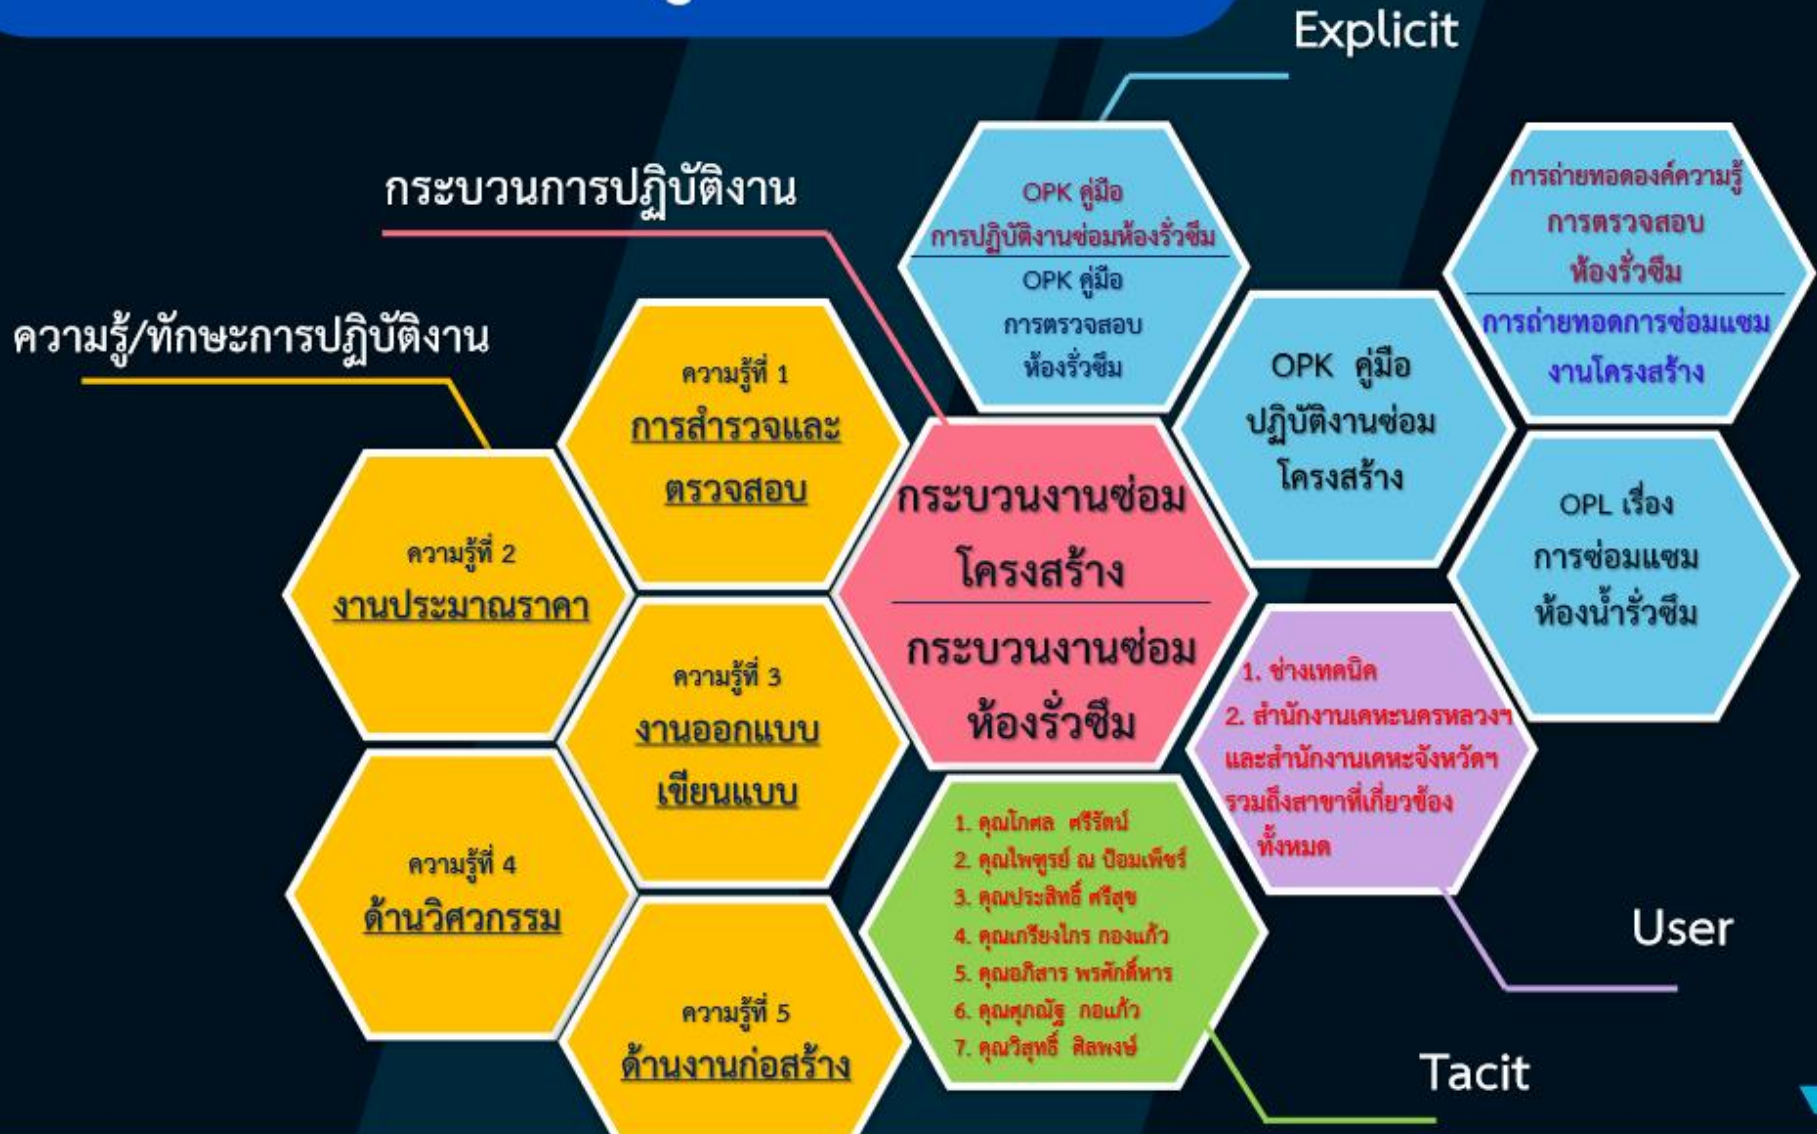 Explicit
กระบวนการปฏิบัติงาน
ความรู้/ทักษะการปฏิบัติงาน
OPK คู่มือ
การปฏิบัติงานซ่อมห้องรั่วซึม
OPK คู่มือ
การตรวจสอบ
ห้องรั่วซึม
การถ่ายทอดองค์ความรู้
การตรวจสอบ
ห้องรั่วซึม
การถ่ายทอดการซ่อมแซม
งานโครงสร้าง
OPK คู่มือ
ปฏิบัติงานซ่อม
โครงสร้าง
OPL เรื่อง
การซ่อมแซม
ห้องน้ำรั่วซึม
ความรู้ที่ 1
การสำรวจและ
ตรวจสอบ
ความรู้ที่ 2
งานประมาณราคา
ความรู้ที่ 3
งานออกแบบ
เขียนแบบ
ความรู้ที่ 4
ด้านวิศวกรรม
ความรู้ที่ 5
ด้านงานก่อสร้าง
กระบวนงานซ่อม
โครงสร้าง
กระบวนงานซ่อม
ห้องรั่วซึม
1. ช่างเทคนิค
2. สำนักงานเคหะนครหลวงฯ
และสำนักงานเคหะจังหวัดฯ
รวมถึงสาขาที่เกี่ยวข้อง
ทั้งหมด
User
1. คุณโกศล ศรีรัตน์
2. คุณไพฑูรย์ ณ ป้อมเพ็ชร์
3. คุณประสิทธิ์ ศรีสุข
4. คุณเกรียงไกร กองแก้ว
5. คุณอภิสาร พรศักดิ์หาร
6. คุณศุภณัฐ กอแก้ว
7. คุณวิสุทธิ์ ศิลพงษ์
Tacit